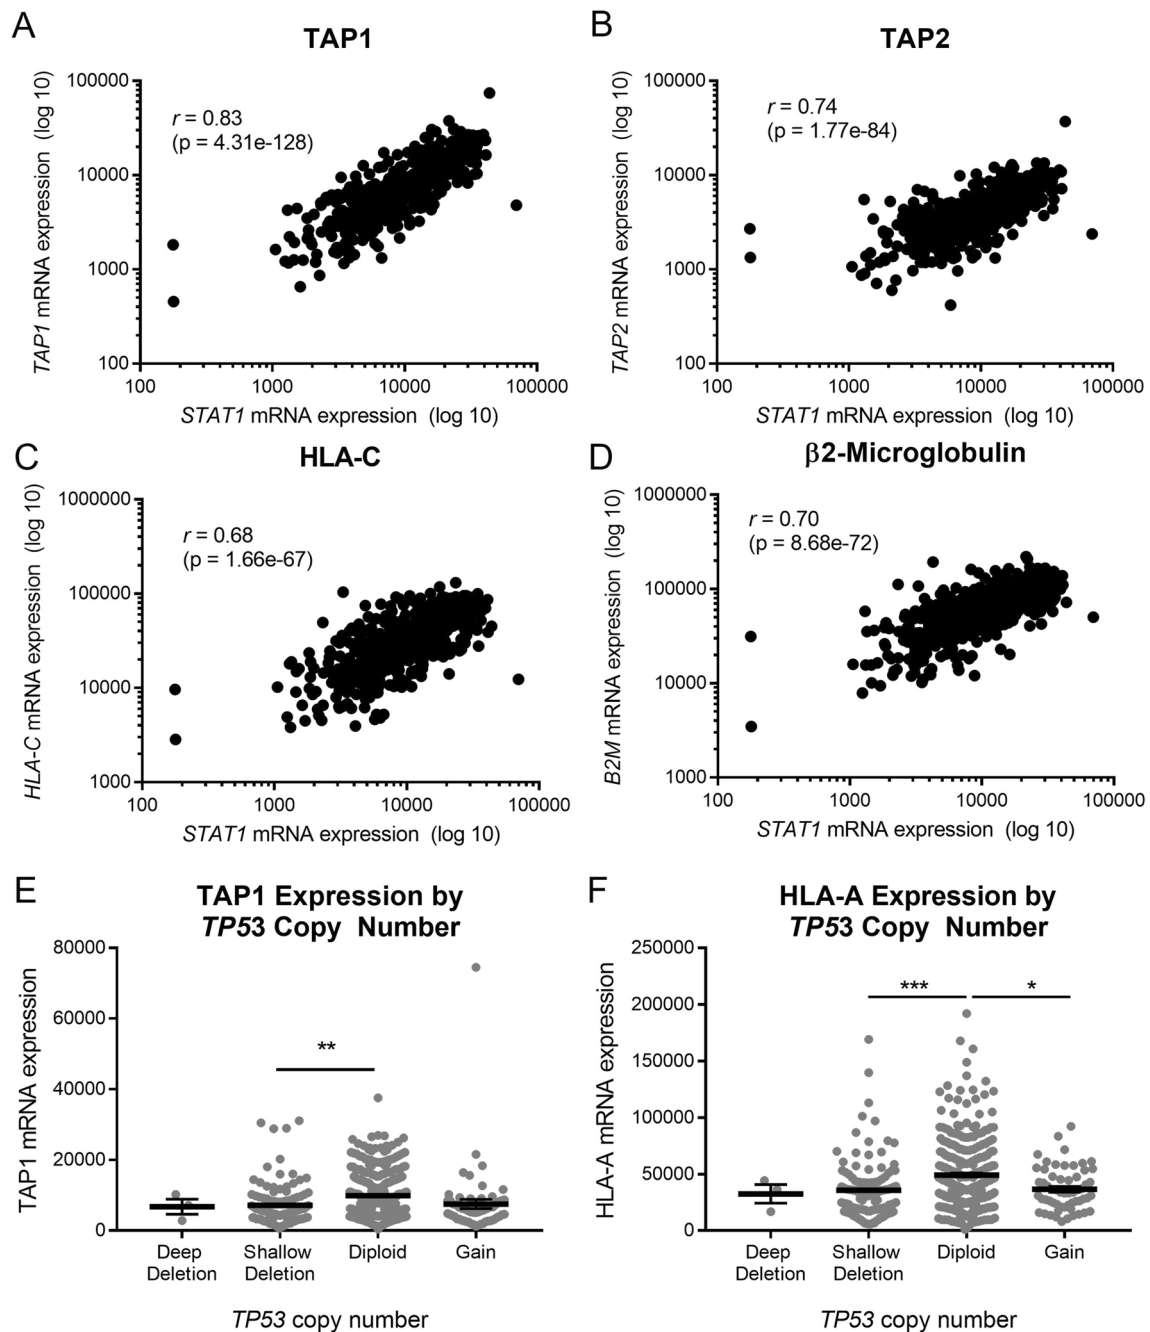 A
TAP1
100000
10000
1000
100
r = 0.83
(p = 4.31e-128)
TAP1 mRNA expression (log 10)
100 1000 10000 100000
STAT1 mRNA expression (log 10)
B
TAP2
100000
10000
1000
100
r = 0.74
(p = 1.77e-84)
TAP2 mRNA expression (log 10)
100 1000 10000 100000
STAT1 mRNA expression (log 10)
C
HLA-C
1000000
100000
10000
1000
r = 0.68
(p = 1.66e-67)
HLA-C mRNA expression (log 10)
100 1000 10000 100000
STAT1 mRNA expression (log 10)
D
β2-Microglobulin
1000000
100000
10000
1000
r = 0.70
(p = 8.68e-72)
B2M mRNA expression (log 10)
100 1000 10000 100000
STAT1 mRNA expression (log 10)
E
TAP1 Expression by
TP53 Copy Number
80000
60000
40000
20000
0
**
TAP1 mRNA expression
Deep Shallow Diploid Gain
Deletion Deletion
TP53 copy number
F
HLA-A Expression by
TP53 Copy Number
250000
200000
150000
100000
50000
0
*** *
HLA-A mRNA expression
Deep Shallow Diploid Gain
Deletion Deletion
TP53 copy number